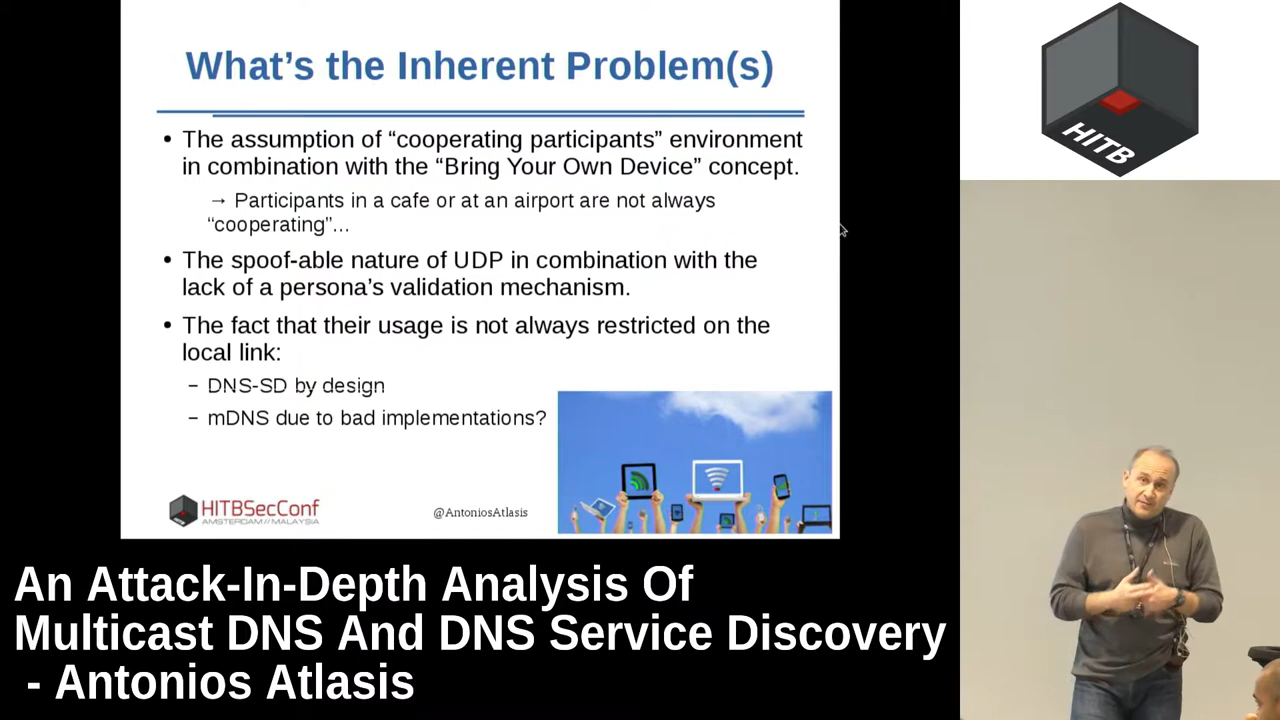 What’s the Inherent Problem(s)
• The assumption of “cooperating participants” environment
in combination with the “Bring Your Own Device” concept.
→ Participants in a cafe or at an airport are not always
“cooperating”...
• The spoof-able nature of UDP in combination with the
lack of a persona’s validation mechanism.
• The fact that their usage is not always restricted on the
local link:
– DNS-SD by design
– mDNS due to bad implementations?
HITBSecConf
AMSTERDAM // MALAYSIA
@AntoniosAtlasis
HITB
An Attack-In-Depth Analysis Of
Multicast DNS And DNS Service Discovery
- Antonios Atlasis